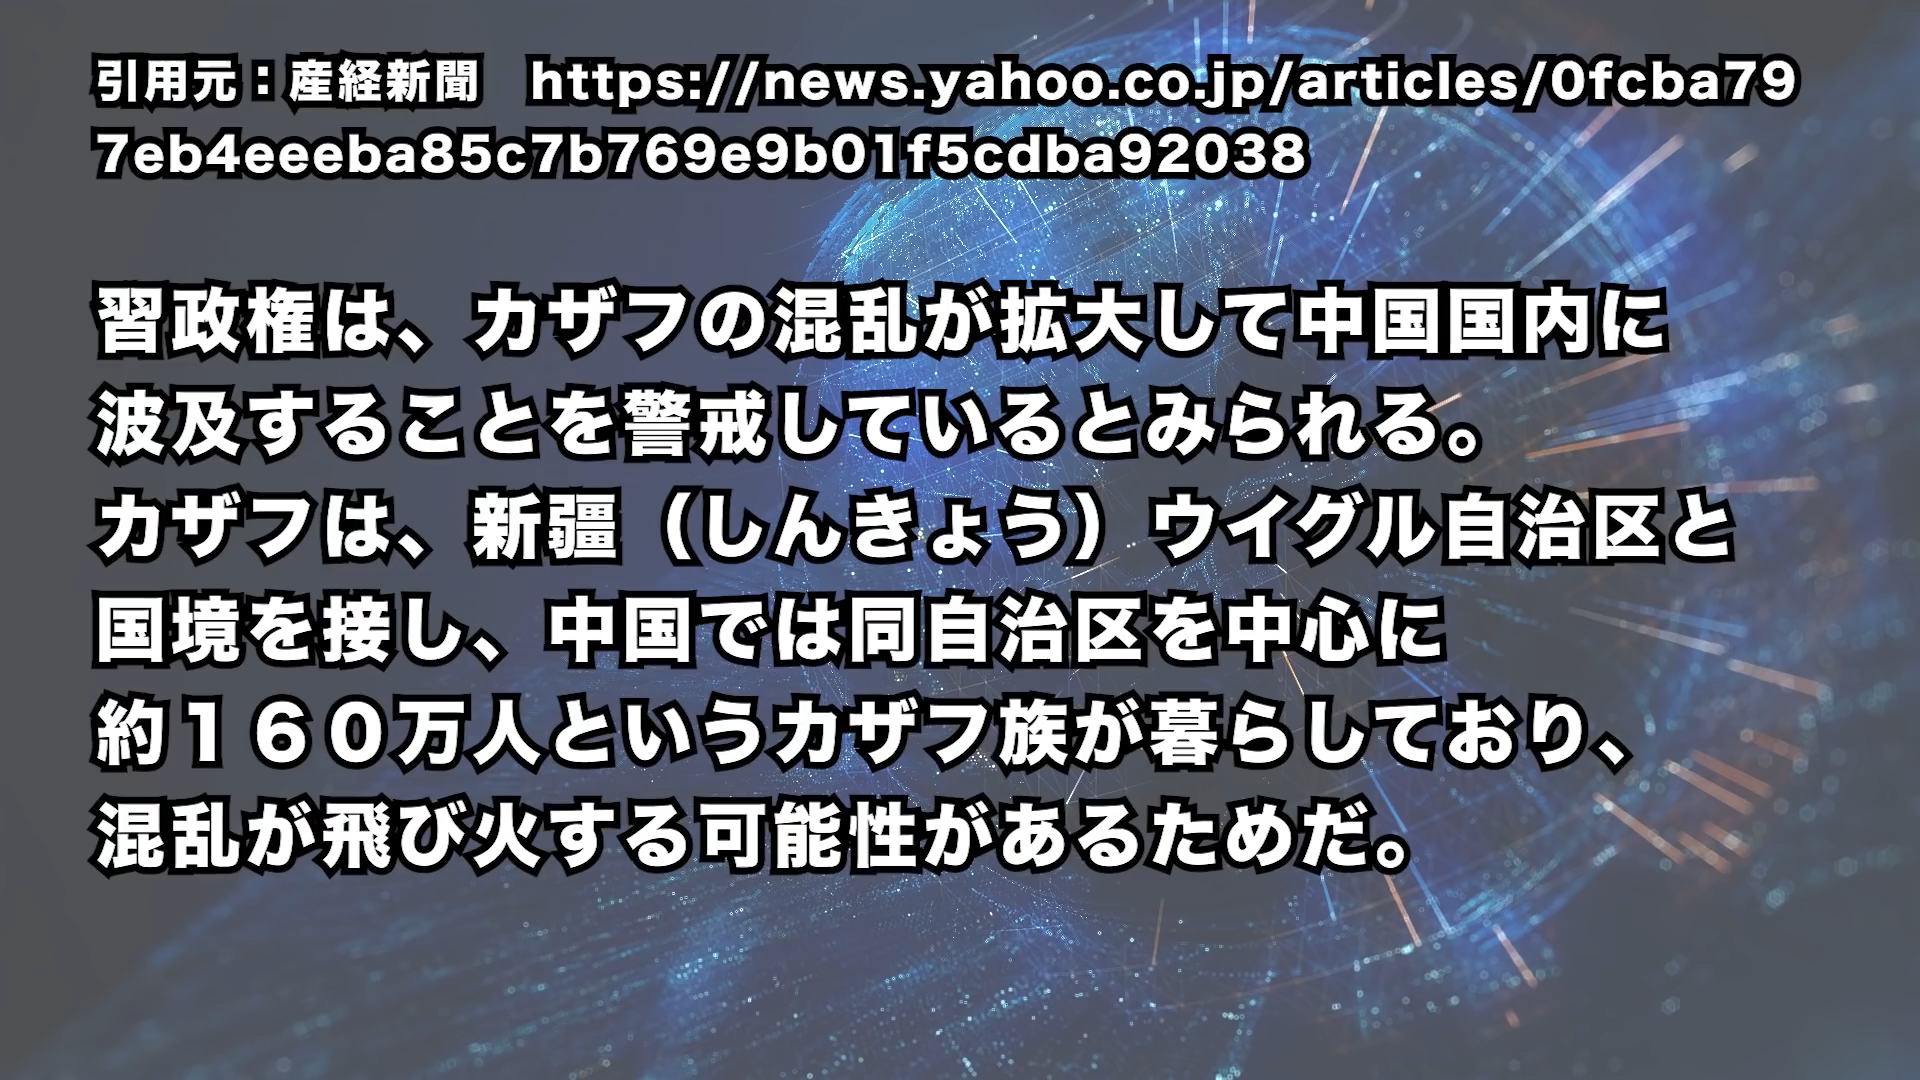 引用元：産経新聞　https://news.yahoo.co.jp/articles/0fcba79
7eb4eeeba85c7b769e9b01f5cdba92038
習政権は、カザフの混乱が拡大して中国国内に
波及することを警戒しているとみられる。
カザフは、新疆（しんきょう）ウイグル自治区と
国境を接し、中国では同自治区を中心に
約１６０万人というカザフ族が暮らしており、
混乱が飛び火する可能性があるためだ。